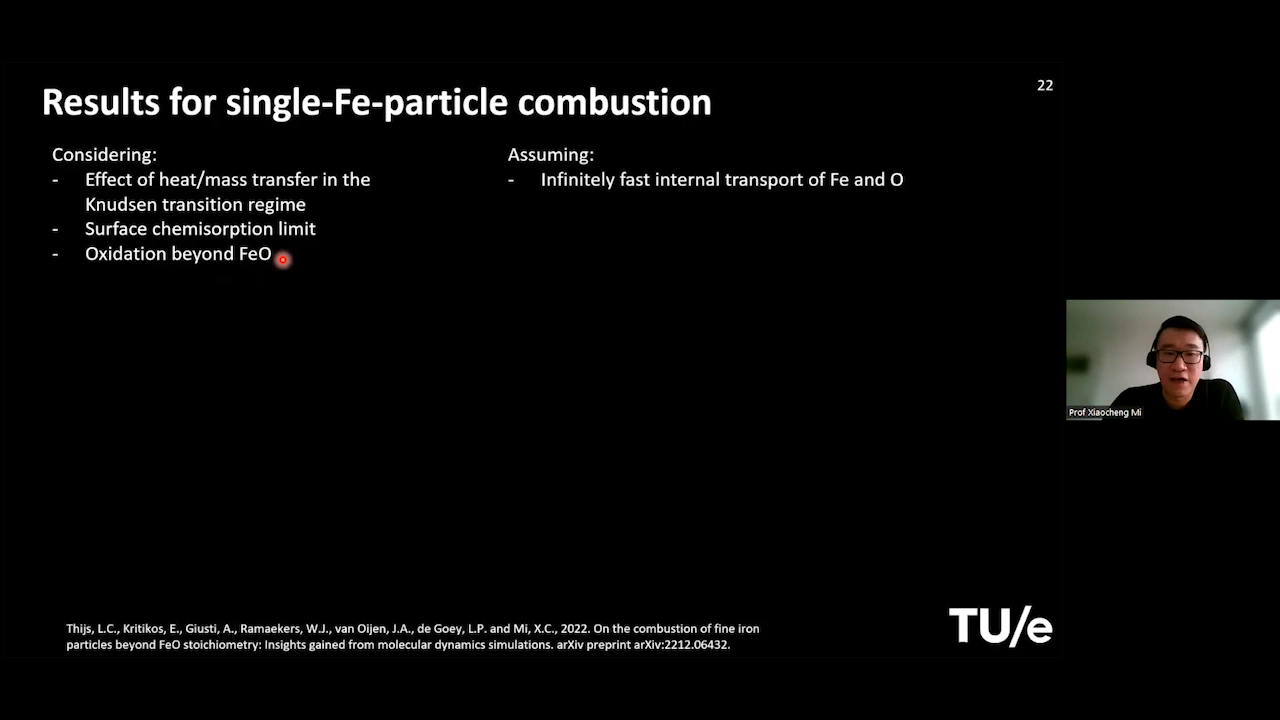 22
Results for single-Fe-particle combustion
Considering:
- Effect of heat/mass transfer in the
Knudsen transition regime
- Surface chemisorption limit
- Oxidation beyond FeO
Assuming:
- Infinitely fast internal transport of Fe and O
Prof Xiaocheng Mi
Thijs, L.C., Kritikos, E., Giusti, A., Ramaekers, W.J., van Oijen, J.A., de Goey, L.P. and Mi, X.C., 2022. On the combustion of fine iron
particles beyond FeO stoichiometry: Insights gained from molecular dynamics simulations. arXiv preprint arXiv:2212.06432.
TU/e